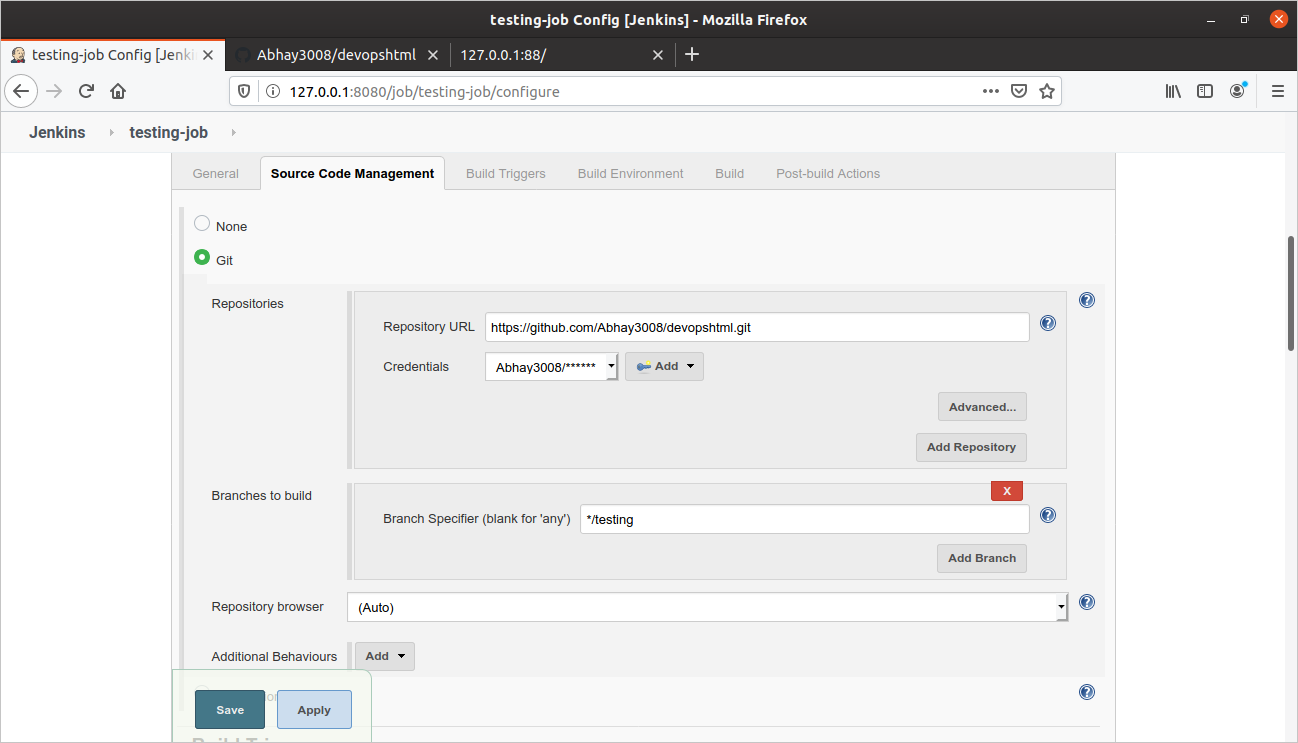 testing-job Config [Jenkins] - Mozilla Firefox
testing-job Config [Jenki
Abhay3008/devopshtml
127.0.0.1:88/
127.0.0.1:8080/job/testing-job/configure
Jenkins
testing-job
General
Source Code Management
Build Triggers
Build Environment
Build
Post-build Actions
None
Git
Repositories
Repository URL
https://github.com/Abhay3008/devopshtml.git
Credentials
Abhay3008/******
Add
Advanced...
Add Repository
Branches to build
X
Branch Specifier (blank for 'any')
*/testing
Add Branch
Repository browser
(Auto)
Additional Behaviours
Add
Save
Apply